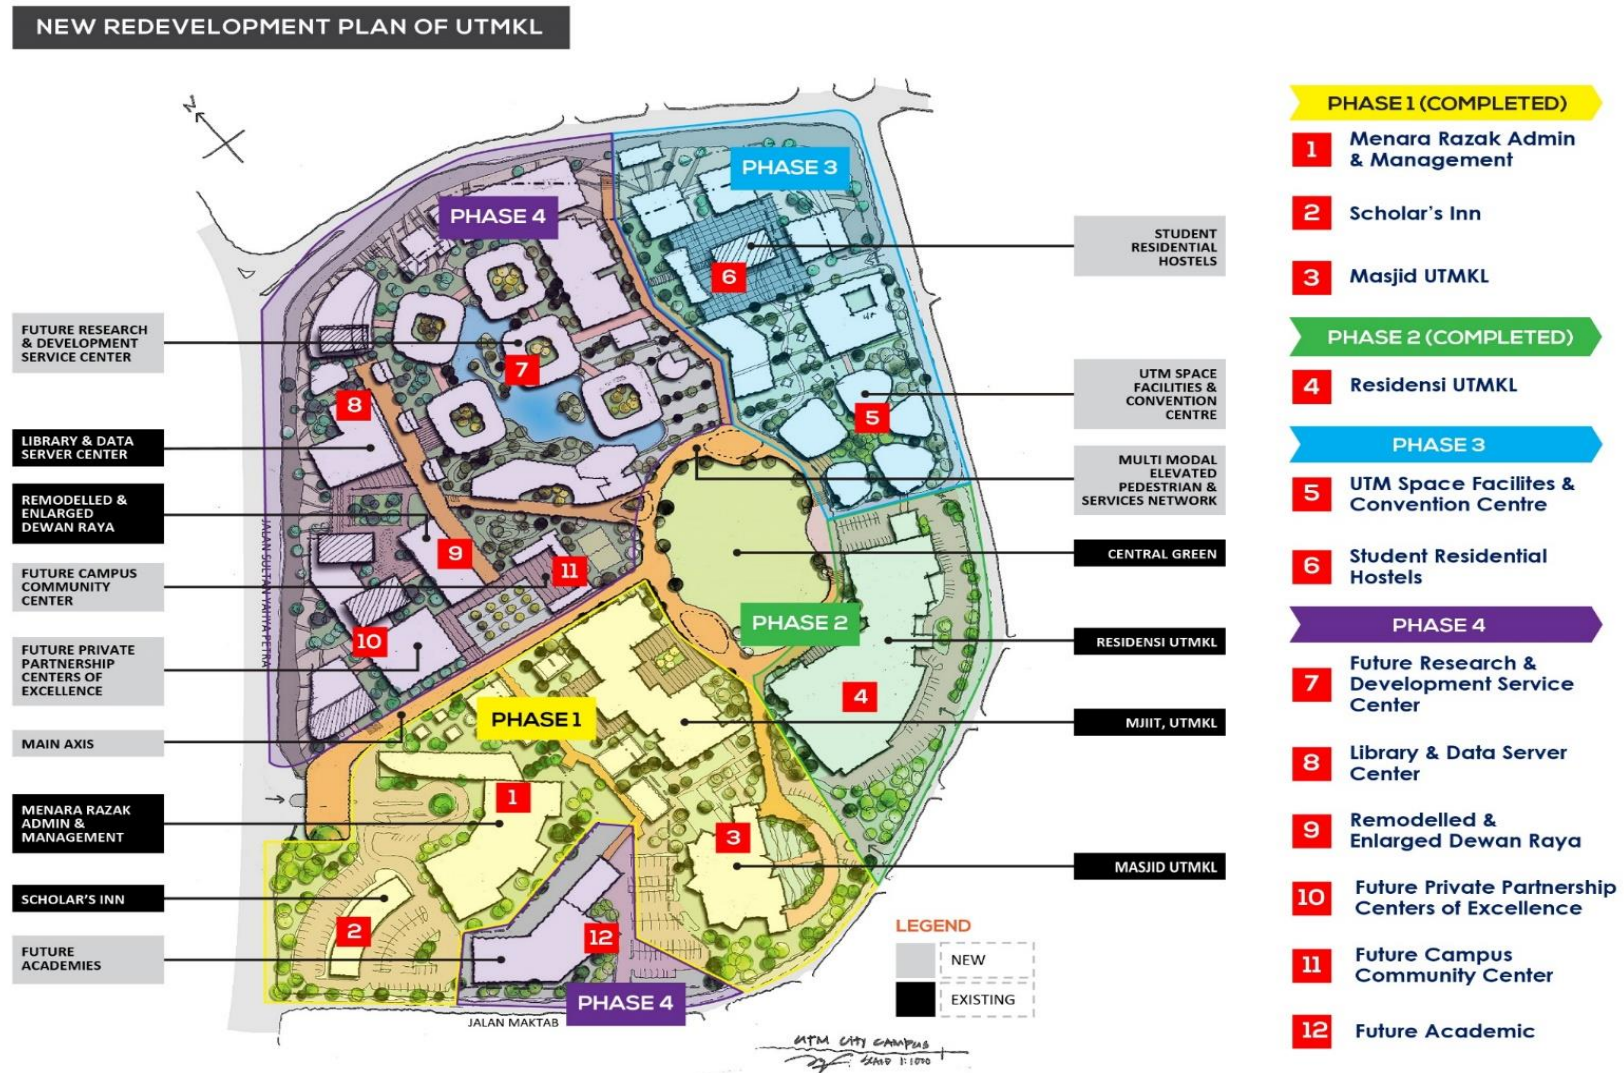 NEW REDEVELOPMENT PLAN OF UTMKL
N
PHASE 3
PHASE 4
6
7
8
5
9
11
10
PHASE 2
4
PHASE 1
1
3
2
12
PHASE 4
JALAN SULTAN YAHYA PETRA
JALAN MAKTAB
FUTURE RESEARCH
& DEVELOPMENT
SERVICE CENTER
LIBRARY & DATA
SERVER CENTER
REMODELLED &
ENLARGED
DEWAN RAYA
FUTURE CAMPUS
COMMUNITY
CENTER
FUTURE PRIVATE
PARTNERSHIP
CENTERS OF
EXCELLENCE
MAIN AXIS
MENARA RAZAK
ADMIN &
MANAGEMENT
SCHOLAR'S INN
FUTURE
ACADEMIES
STUDENT
RESIDENTIAL
HOSTELS
UTM SPACE
FACILITIES &
CONVENTION
CENTRE
MULTI MODAL
ELEVATED
PEDESTRIAN &
SERVICES NETWORK
CENTRAL GREEN
RESIDENSI UTMKL
MJIIT, UTMKL
MASJID UTMKL
LEGEND
NEW
EXISTING
UTM CITY CAMPUS
SCALE 1:1000
PHASE 1 (COMPLETED)
1 Menara Razak Admin
& Management
2 Scholar's Inn
3 Masjid UTMKL
PHASE 2 (COMPLETED)
4 Residensi UTMKL
PHASE 3
5 UTM Space Facilites &
Convention Centre
6 Student Residential
Hostels
PHASE 4
7 Future Research &
Development Service
Center
8 Library & Data Server
Center
9 Remodelled &
Enlarged Dewan Raya
10 Future Private Partnership
Centers of Excellence
11 Future Campus
Community Center
12 Future Academic